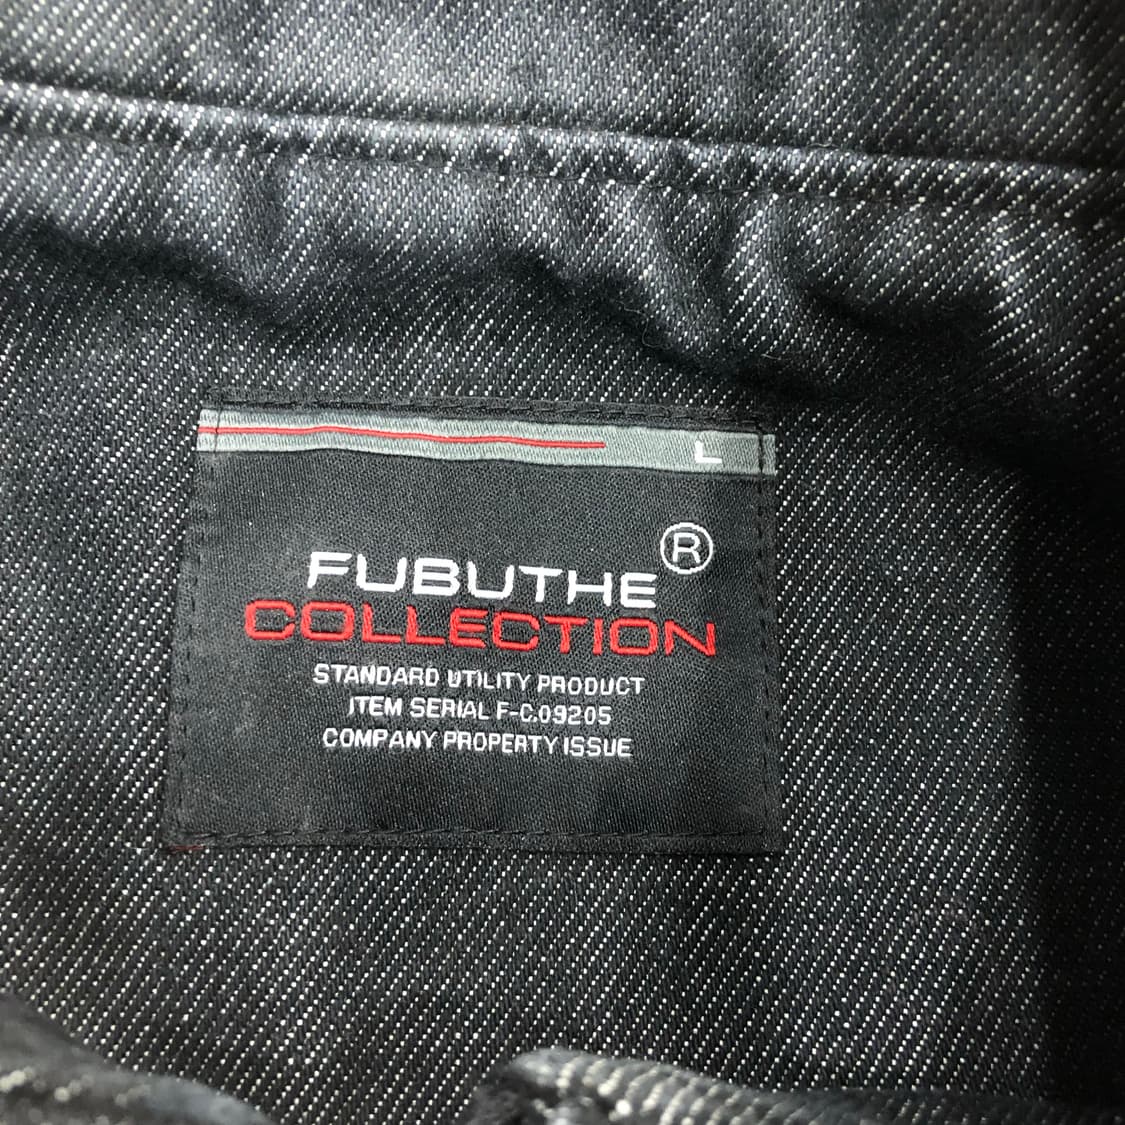 L
FUBUTHE®
COLLECTION
STANDARD UTILITY PRODUCT
ITEM SERIAL F-C.09205
COMPANY PROPERTY ISSUE